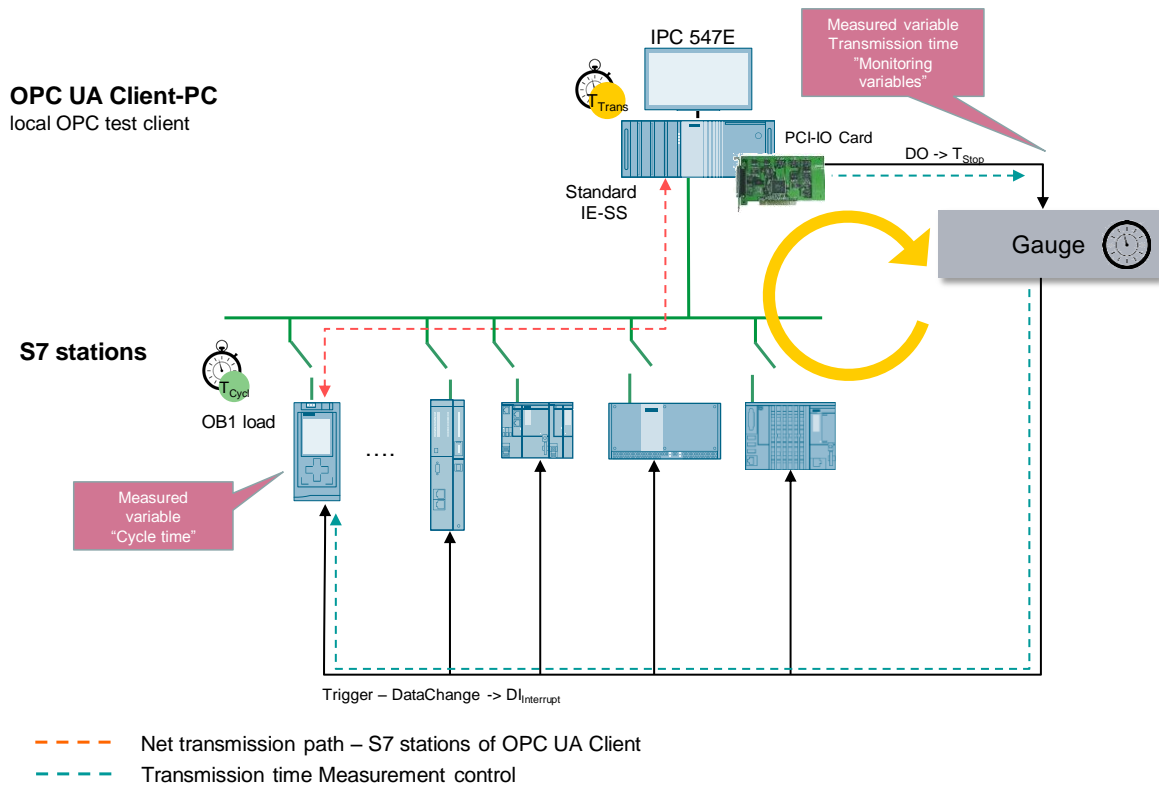 IPC 547E
Measured variable
Transmission time
"Monitoring
variables"
OPC UA Client-PC
local OPC test client
T_Trans
PCI-IO Card
DO -> T_Stop
Standard
IE-SS
Gauge
S7 stations
T_Cycl
OB1 load
....
Measured
variable
“Cycle time”
Trigger – DataChange -> DI_Interrupt
Net transmission path – S7 stations of OPC UA Client
Transmission time Measurement control